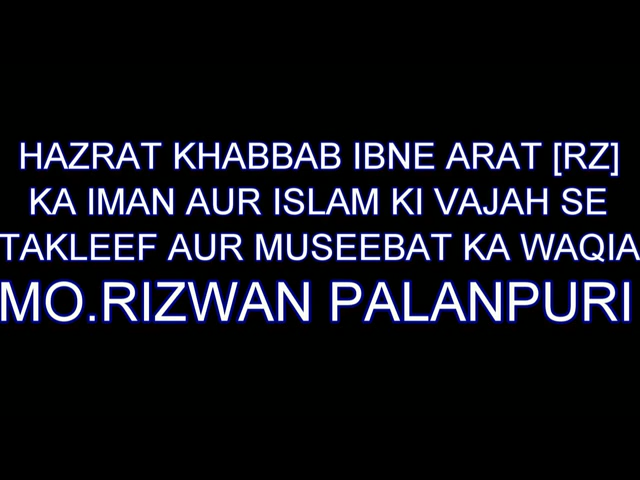 HAZRAT KHABBAB IBNE ARAT [RZ]
KA IMAN AUR ISLAM KI VAJAH SE
TAKLEEF AUR MUSEEBAT KA WAQIA
MO.RIZWAN PALANPURI